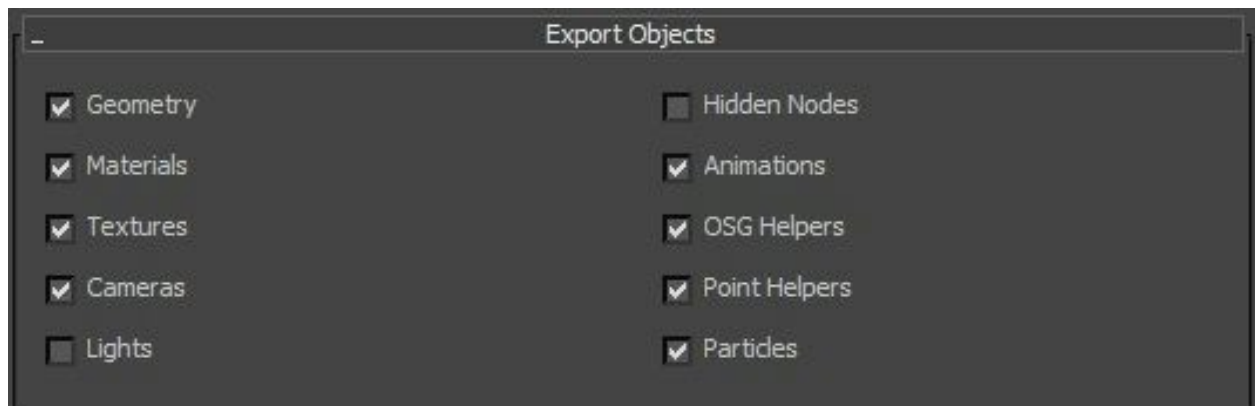 Export Objects
Geometry
Hidden Nodes
Materials
Animations
Textures
OSG Helpers
Cameras
Point Helpers
Lights
Particles